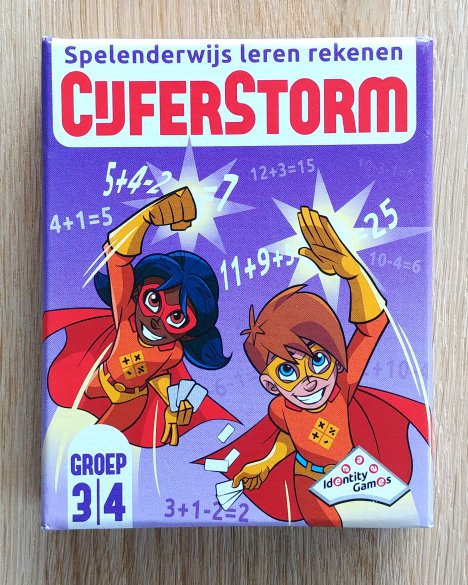 Spelenderwijs leren rekenen
CIJFERSTORM
5+4-2=7
12+3=15
4+1=5
11+9+5=25
10-4=6
GROEP
3|4
3+1-2=2
Identity
Games